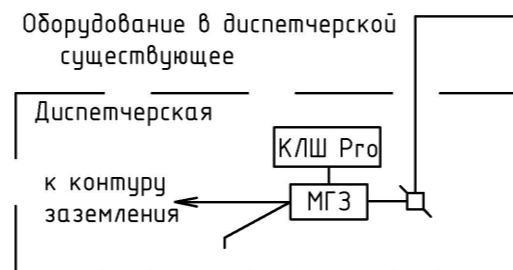 Оборудование в диспетчерской
существующее
Диспетчерская
КЛШ Pro
к контуру
заземления
МГЗ